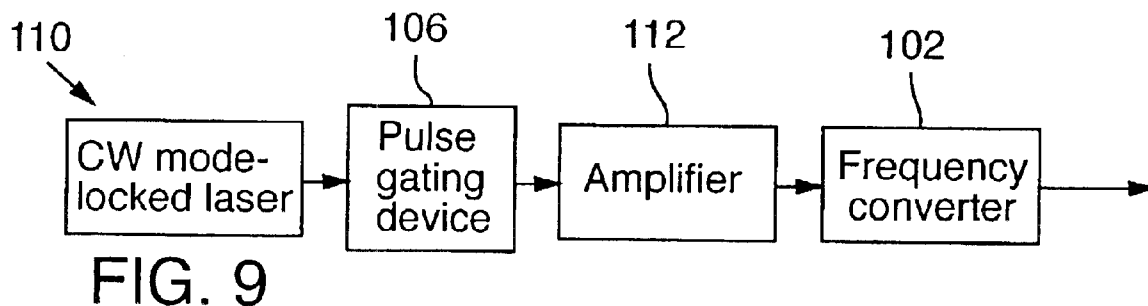 110
106
112
102
CW mode-
locked laser
Pulse
gating
device
Amplifier
Frequency
converter
FIG. 9